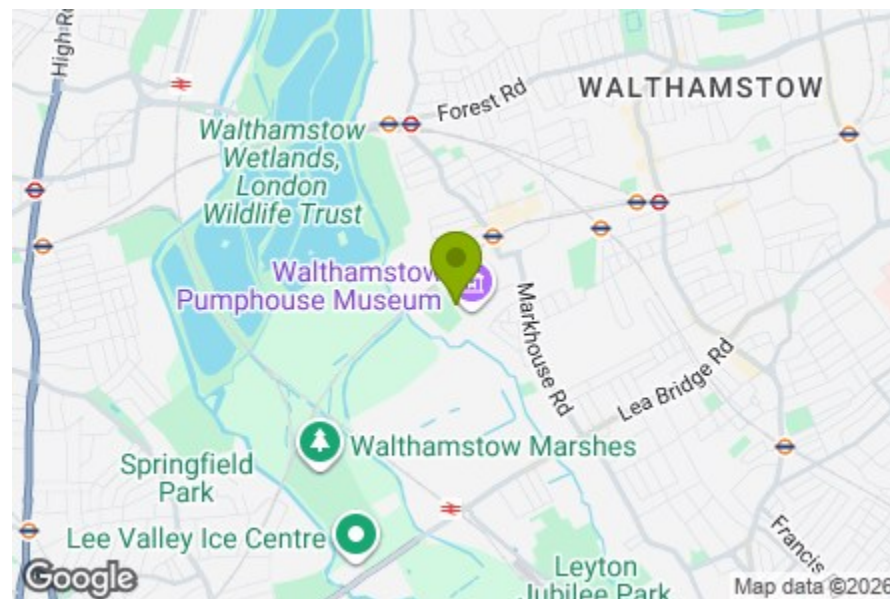 High Ro
WALTHAMSTOW
Forest Rd
Walthamstow
Wetlands,
London
Wildlife Trust
Walthamstow
Pumphouse Museum
Markhouse Rd
Lea Bridge Rd
Walthamstow Marshes
Springfield
Park
Lee Valley Ice Centre
Francis
Leyton
Jubilee Park
Google
Map data ©2026